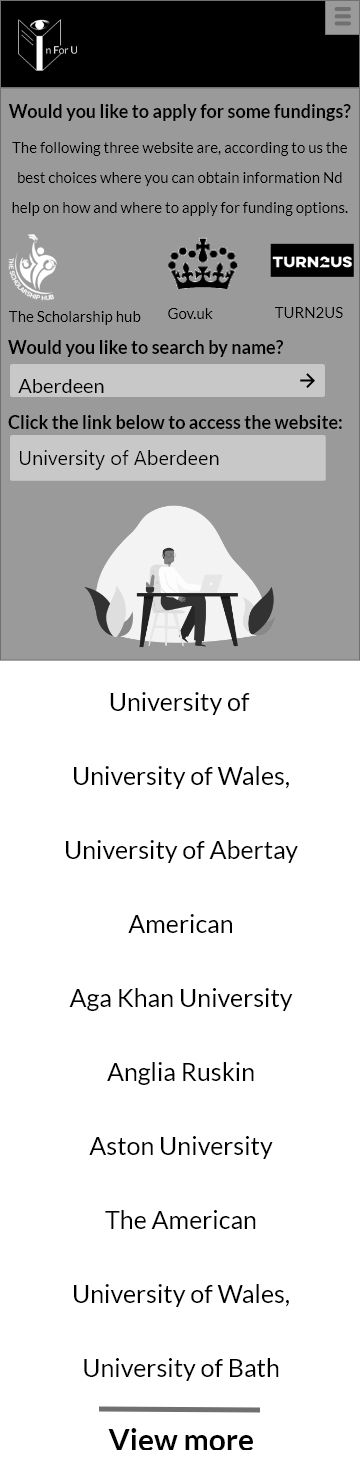 n For U
Would you like to apply for some fundings?
The following three website are, according to us the
best choices where you can obtain information Nd
help on how and where to apply for funding options.
THE SCHOLARSHIP HUB
TURN2US
The Scholarship hub
Gov.uk
TURN2US
Would you like to search by name?
Aberdeen
Click the link below to access the website:
University of Aberdeen
University of
University of Wales,
University of Abertay
American
Aga Khan University
Anglia Ruskin
Aston University
The American
University of Wales,
University of Bath
View more